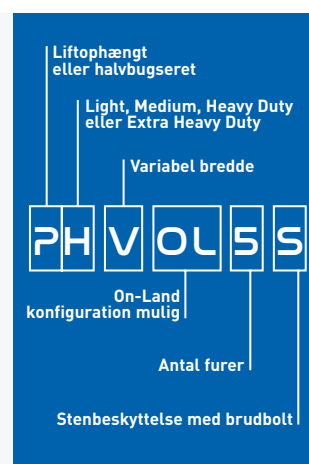 Liftophængt
eller halvbugseret
Light, Medium, Heavy Duty
eller Extra Heavy Duty
Variabel bredde
PH V OL 5 S
On-Land
konfiguration mulig
Antal furer
Stenbeskyttelse med brudbolt